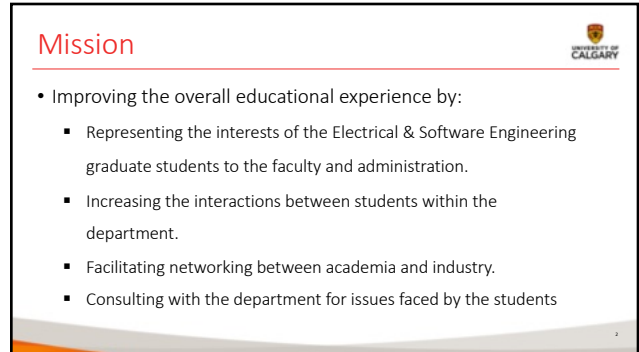 Mission
UNIVERSITY OF
CALGARY
• Improving the overall educational experience by:
▪ Representing the interests of the Electrical & Software Engineering
graduate students to the faculty and administration.
▪ Increasing the interactions between students within the
department.
▪ Facilitating networking between academia and industry.
▪ Consulting with the department for issues faced by the students